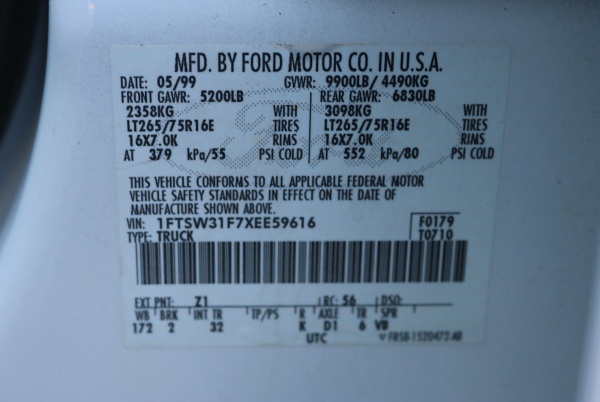 MFD. BY FORD MOTOR CO. IN U.S.A.
DATE: 05/99 GVWR: 9900LB/ 4490KG
FRONT GAWR: 5200LB REAR GAWR: 6830LB
2358KG WITH 3098KG WITH
LT265/75R16E TIRES LT265/75R16E TIRES
16X7.0K RIMS 16X7.0K RIMS
AT 379 kPa/55 PSI COLD AT 552 kPa/80 PSI COLD
THIS VEHICLE CONFORMS TO ALL APPLICABLE FEDERAL MOTOR
VEHICLE SAFETY STANDARDS IN EFFECT ON THE DATE OF
MANUFACTURE SHOWN ABOVE.
VIN: 1FTSW31F7XEE59616 F0179
TYPE: TRUCK T0710
EXT PNT: Z1 RC: 56 DSO:
WB BRK INT TR TP/PS R AXLE TR SPR
172 2 32 K D1 6 VB
UTC F85B-1520472-AB